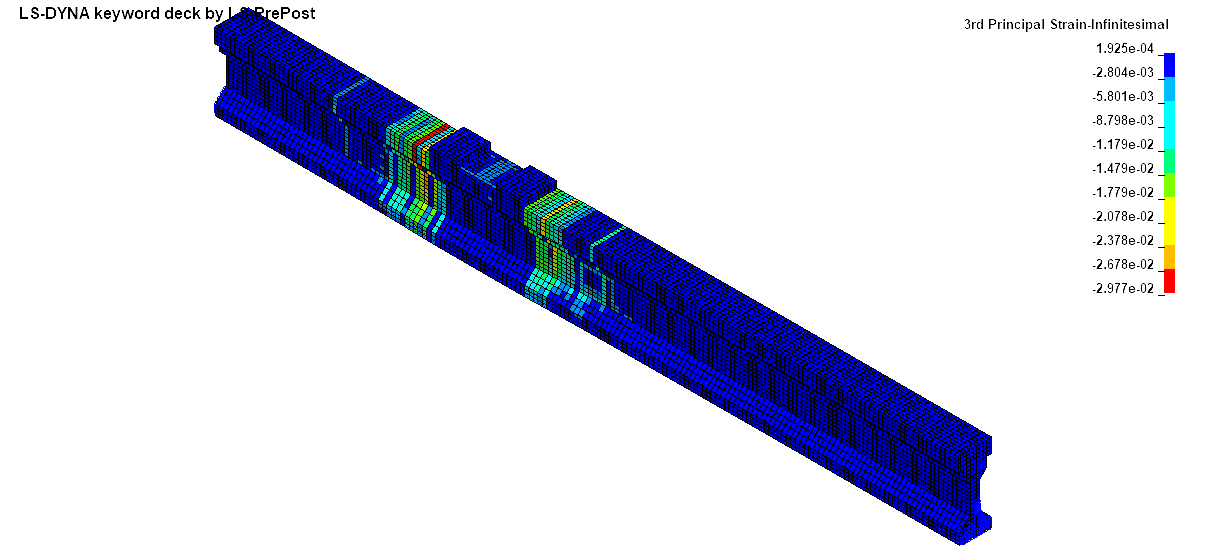 LS-DYNA keyword deck by LS-PrePost
3rd Principal Strain-Infinitesimal
1.925e-04
-2.804e-03
-5.801e-03
-8.798e-03
-1.179e-02
-1.479e-02
-1.779e-02
-2.078e-02
-2.378e-02
-2.678e-02
-2.977e-02